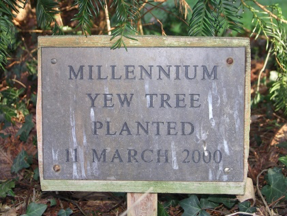 MILLENNIUM
YEW TREE
PLANTED
11 MARCH 2000